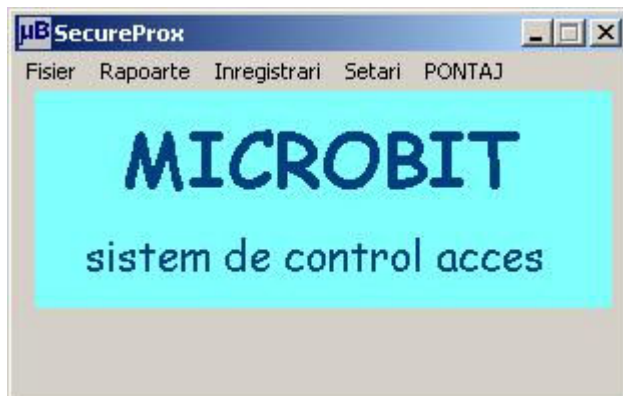 µB SecureProx
Fisier Rapoarte Inregistrari Setari PONTAJ
MICROBIT
sistem de control acces